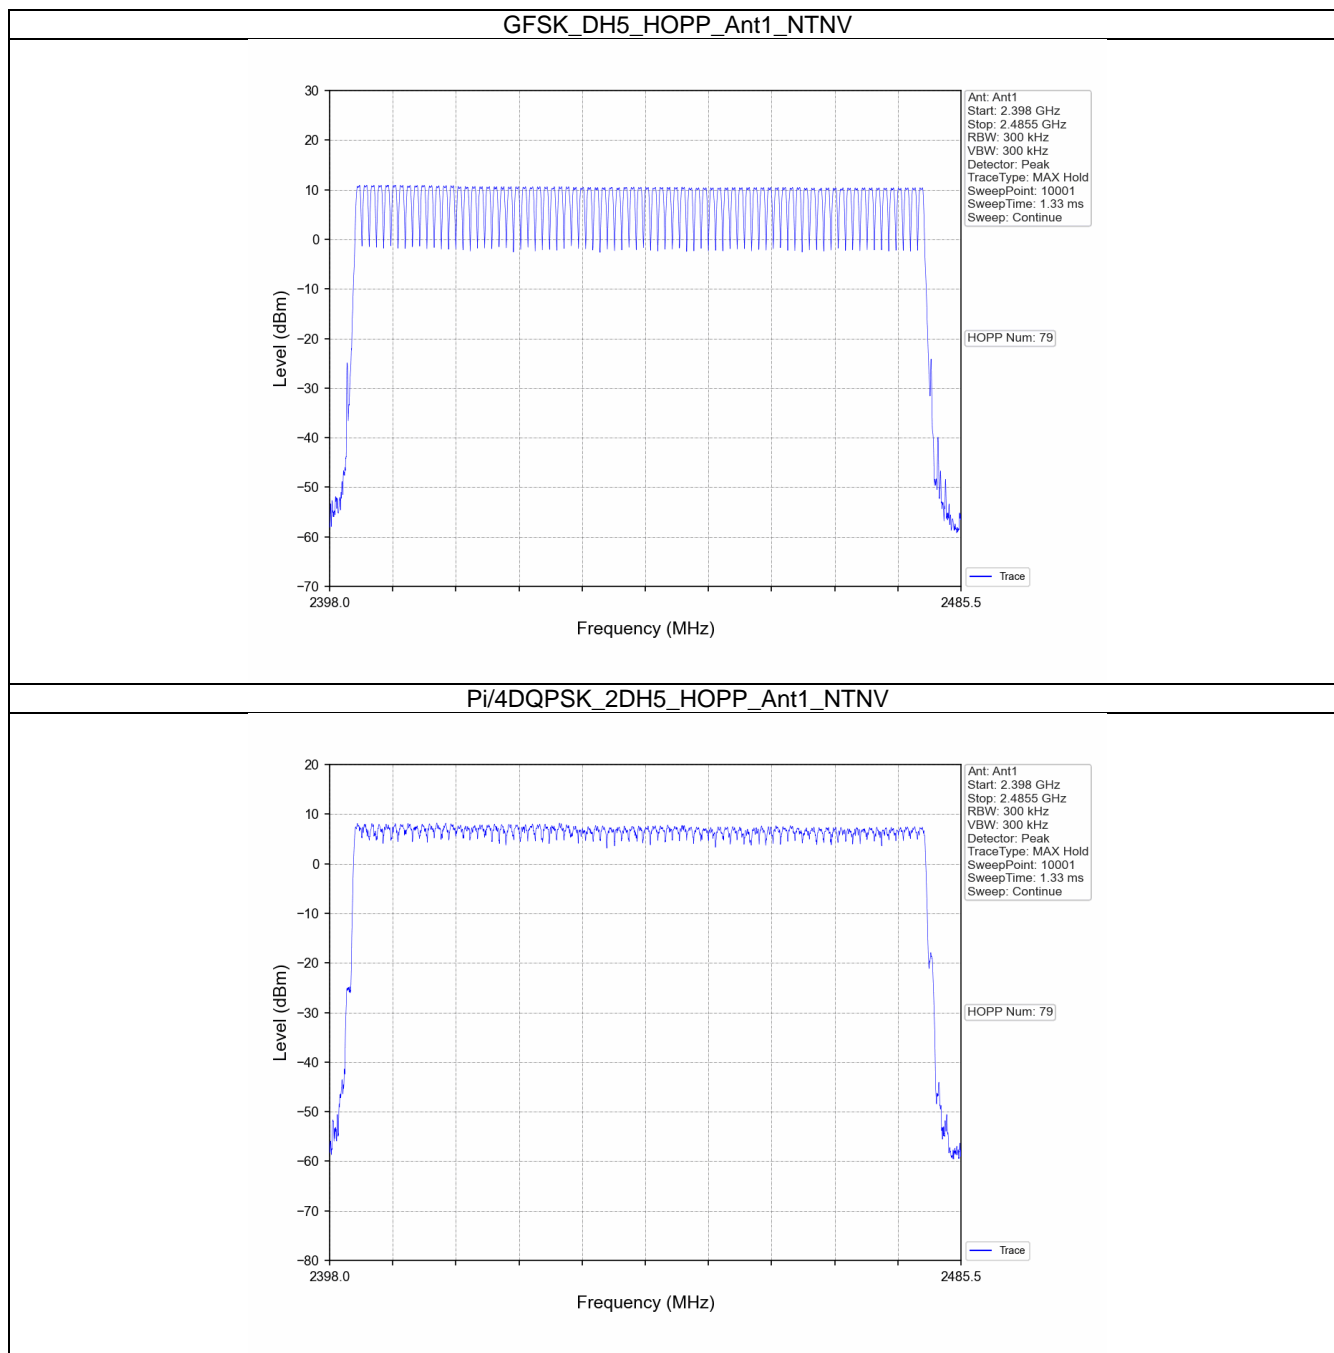 GFSK_DH5_HOPP_Ant1_NTNV
30
20
10
0
−10
−20
−30
−40
−50
−60
−70
Level (dBm)
2398.0
2485.5
Frequency (MHz)
Ant: Ant1
Start: 2.398 GHz
Stop: 2.4855 GHz
RBW: 300 kHz
VBW: 300 kHz
Detector: Peak
TraceType: MAX Hold
SweepPoint: 10001
SweepTime: 1.33 ms
Sweep: Continue
HOPP Num: 79
Trace
Pi/4DQPSK_2DH5_HOPP_Ant1_NTNV
20
10
0
−10
−20
−30
−40
−50
−60
−70
−80
Level (dBm)
2398.0
2485.5
Frequency (MHz)
Ant: Ant1
Start: 2.398 GHz
Stop: 2.4855 GHz
RBW: 300 kHz
VBW: 300 kHz
Detector: Peak
TraceType: MAX Hold
SweepPoint: 10001
SweepTime: 1.33 ms
Sweep: Continue
HOPP Num: 79
Trace